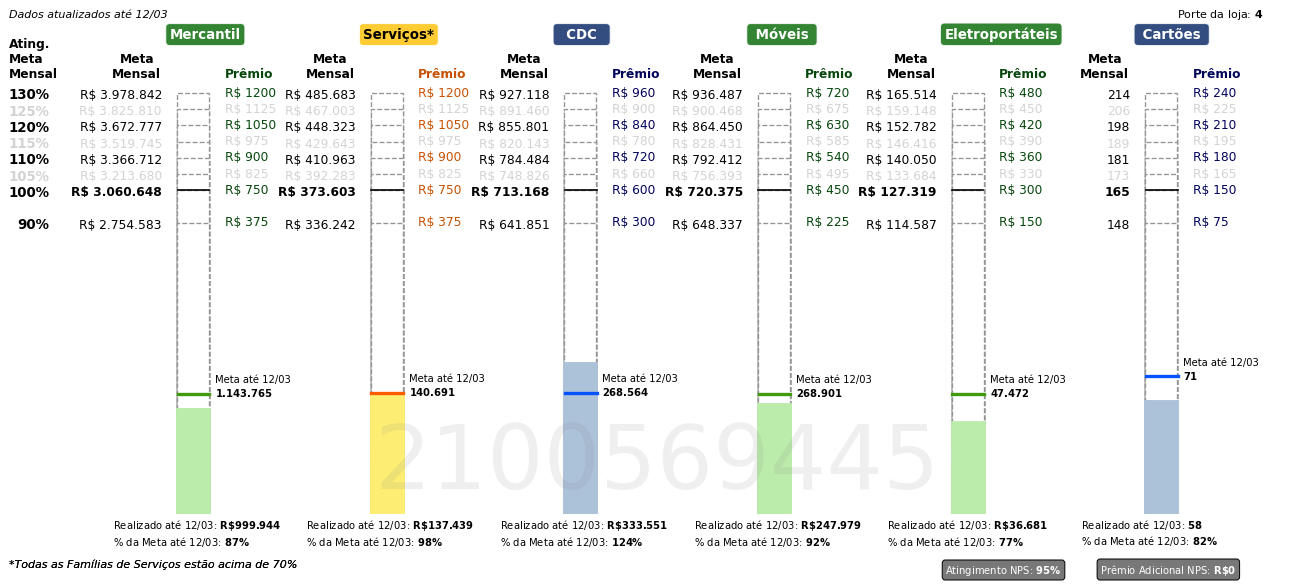 Dados atualizados até 12/03 Porte da loja: 4
Mercantil Serviços* CDC Móveis Eletroportáteis Cartões
Ating. Meta Mensal Meta Mensal Prêmio Meta Mensal Prêmio Meta Mensal Prêmio Meta Mensal Prêmio Meta Mensal Prêmio Meta Mensal Prêmio
130% R$ 3.978.842 R$ 1200 R$ 485.683 R$ 1200 R$ 927.118 R$ 960 R$ 936.487 R$ 720 R$ 165.514 R$ 480 214 R$ 240
125% R$ 3.825.810 R$ 1125 R$ 467.003 R$ 1125 R$ 891.460 R$ 900 R$ 900.468 R$ 675 R$ 159.148 R$ 450 206 R$ 225
120% R$ 3.672.777 R$ 1050 R$ 448.323 R$ 1050 R$ 855.801 R$ 840 R$ 864.450 R$ 630 R$ 152.782 R$ 420 198 R$ 210
115% R$ 3.519.745 R$ 975 R$ 429.643 R$ 975 R$ 820.143 R$ 780 R$ 828.431 R$ 585 R$ 146.416 R$ 390 189 R$ 195
110% R$ 3.366.712 R$ 900 R$ 410.963 R$ 900 R$ 784.484 R$ 720 R$ 792.412 R$ 540 R$ 140.050 R$ 360 181 R$ 180
105% R$ 3.213.680 R$ 825 R$ 392.283 R$ 825 R$ 748.826 R$ 660 R$ 756.393 R$ 495 R$ 133.684 R$ 330 173 R$ 165
100% R$ 3.060.648 R$ 750 R$ 373.603 R$ 750 R$ 713.168 R$ 600 R$ 720.375 R$ 450 R$ 127.319 R$ 300 165 R$ 150
90% R$ 2.754.583 R$ 375 R$ 336.242 R$ 375 R$ 641.851 R$ 300 R$ 648.337 R$ 225 R$ 114.587 R$ 150 148 R$ 75
Meta até 12/03 Meta até 12/03 Meta até 12/03 Meta até 12/03 Meta até 12/03 Meta até 12/03
1.143.765 140.691 268.564 268.901 47.472 71
2100569445
Realizado até 12/03: R$999.944 Realizado até 12/03: R$137.439 Realizado até 12/03: R$333.551 Realizado até 12/03: R$247.979 Realizado até 12/03: R$36.681 Realizado até 12/03: 58
% da Meta até 12/03: 87% % da Meta até 12/03: 98% % da Meta até 12/03: 124% % da Meta até 12/03: 92% % da Meta até 12/03: 77% % da Meta até 12/03: 82%
*Todas as Famílias de Serviços estão acima de 70% Atingimento NPS: 95% Prêmio Adicional NPS: R$0